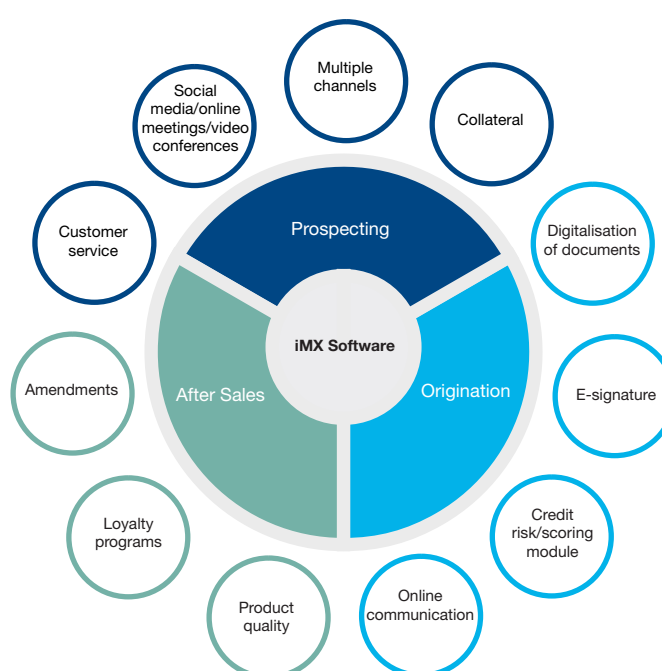 Multiple
channels
Social
media/online
meetings/video
conferences
Collateral
Customer
service
Prospecting
Digitalisation
of documents
iMX Software
After Sales
Origination
Amendments
E-signature
Loyalty
programs
Credit
risk/scoring
module
Product
quality
Online
communication